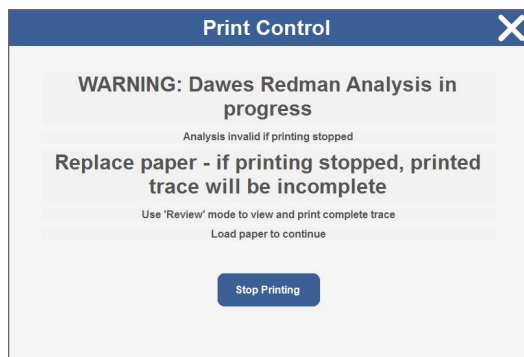 Print Control
WARNING: Dawes Redman Analysis in
progress
Analysis invalid if printing stopped
Replace paper - if printing stopped, printed
trace will be incomplete
Use 'Review' mode to view and print complete trace
Load paper to continue
Stop Printing